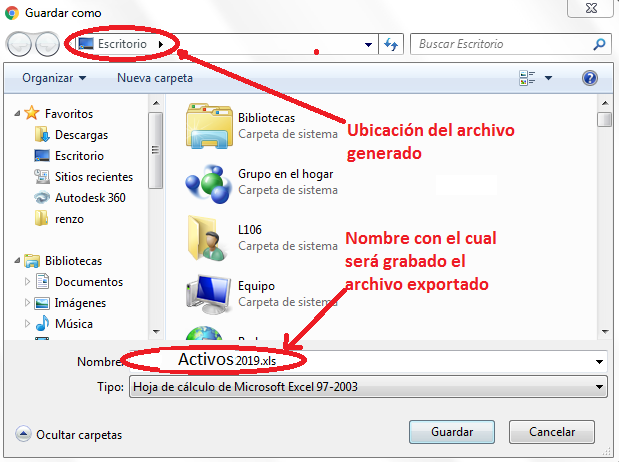 Guardar como
Escritorio
Buscar Escritorio
Organizar
Nueva carpeta
Favoritos
Descargas
Escritorio
Sitios recientes
Autodesk 360
renzo
Bibliotecas
Documentos
Imágenes
Música
Bibliotecas
Carpeta de sistema
Grupo en el hogar
Carpeta de sistema
L106
Carpeta de sistema
Equipo
Carpeta de sistema
Ubicación del archivo
generado
Nombre con el cual
será grabado el
archivo exportado
Nombre: Activos 2019.xls
Tipo: Hoja de cálculo de Microsoft Excel 97-2003
Ocultar carpetas
Guardar
Cancelar